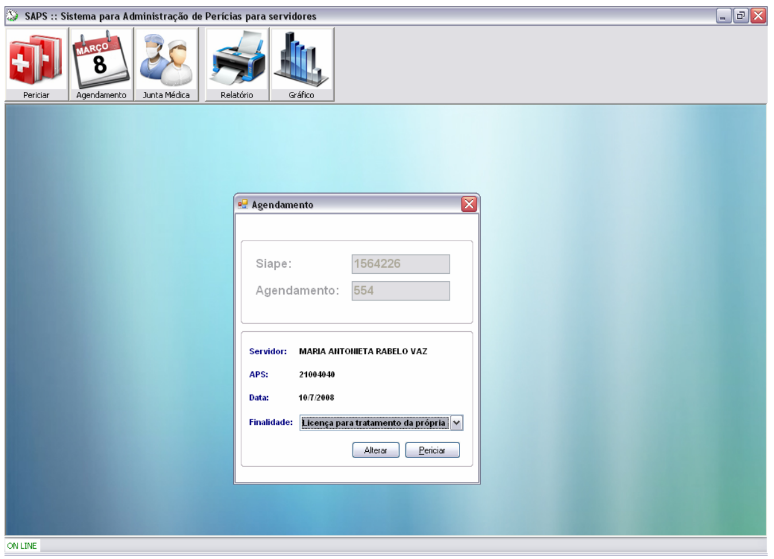 SAPS :: Sistema para Administração de Perícias para servidores
MARÇO
8
Periciar
Agendamento
Junta Médica
Relatório
Gráfico
Agendamento
Siape: 1564226
Agendamento: 554
Servidor: MARIA ANTONIETA RABELO VAZ
APS: 21004040
Data: 10/7/2008
Finalidade: Licença para tratamento da própria
Alterar Periciar
ON LINE